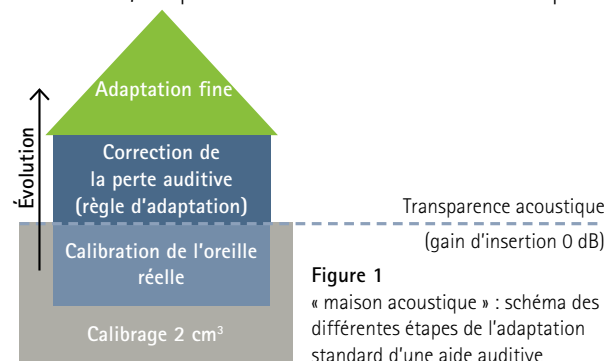 Adaptation fine
Évolution
Correction de
la perte auditive
(règle d'adaptation)
Transparence acoustique
(gain d'insertion 0 dB)
Calibration de l'oreille
réelle
Calibrage 2 cm³
Figure 1
« maison acoustique » : schéma des
différentes étapes de l'adaptation
standard d'une aide auditive